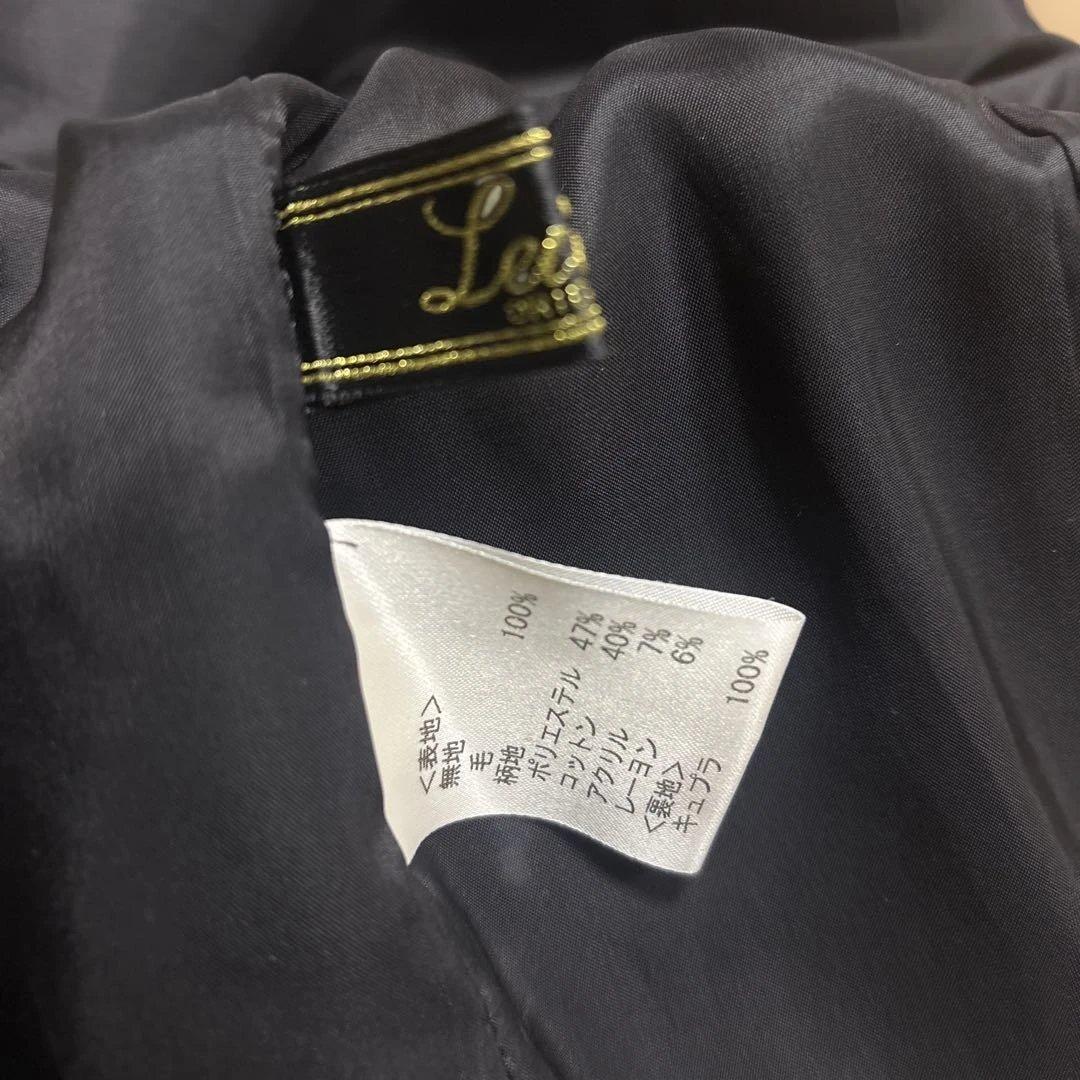 Leo
<表地>
無地
毛 100%
柄地
ポリエステル 47%
コットン 40%
アクリル 7%
レーヨン 6%
<裏地>
キュプラ 100%